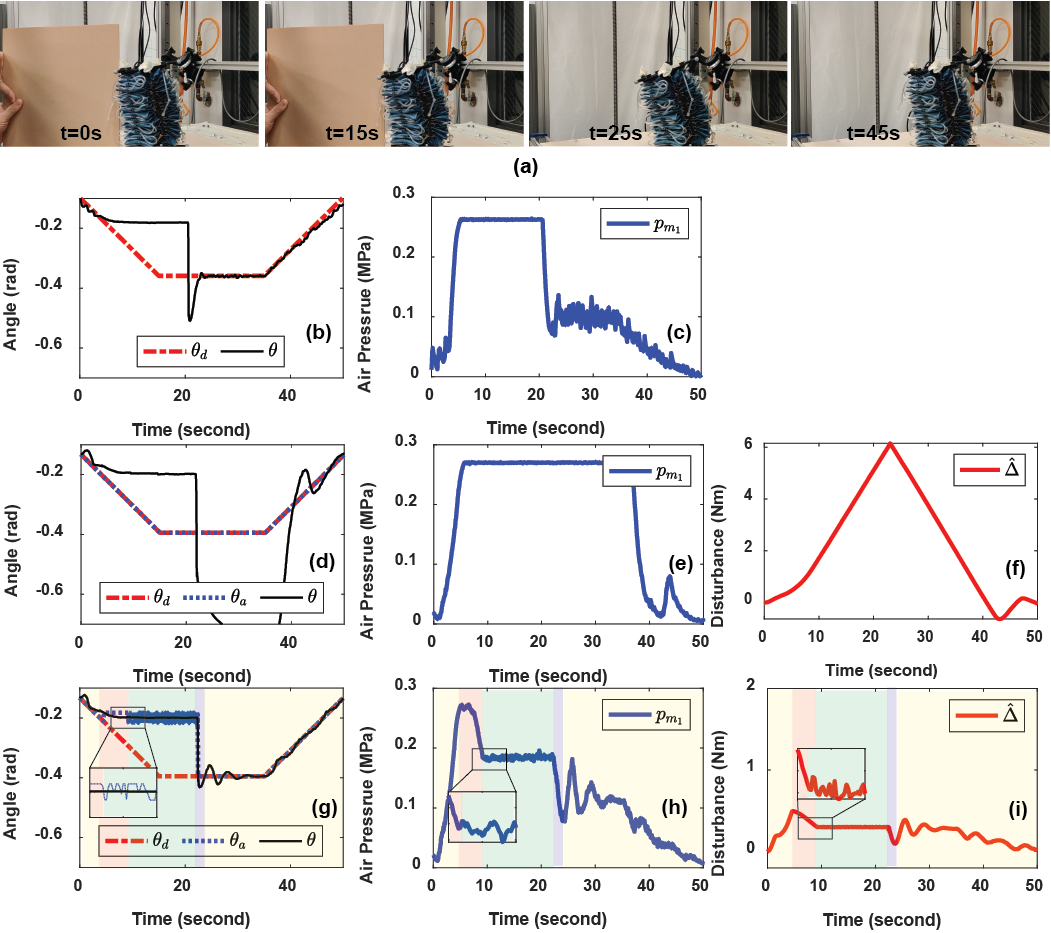 t=0s t=15s t=25s t=45s
(a)
-0.2
-0.4
-0.6
Angle (rad)
θd θ
(b)
0 20 40
Time (second)
0.3
0.2
0.1
0
Air Pressrue (MPa)
pm1
(c)
0 10 20 30 40 50
Time (second)
-0.2
-0.4
-0.6
Angle (rad)
(d)
θd θa θ
0 20 40
Time (second)
0.3
0.2
0.1
0
Air Pressrue (MPa)
pm1
(e)
0 10 20 30 40 50
Time (second)
6
4
2
0
Disturbance (Nm)
Δ̂
(f)
0 10 20 30 40 50
Time (second)
-0.2
-0.4
-0.6
Angle (rad)
(g)
θd θa θ
0 20 40
Time (second)
0.3
0.2
0.1
0
Air Pressrue (MPa)
pm1
(h)
0 10 20 30 40 50
Time (second)
2
1
0
Disturbance (Nm)
Δ̂
(i)
0 10 20 30 40 50
Time (second)